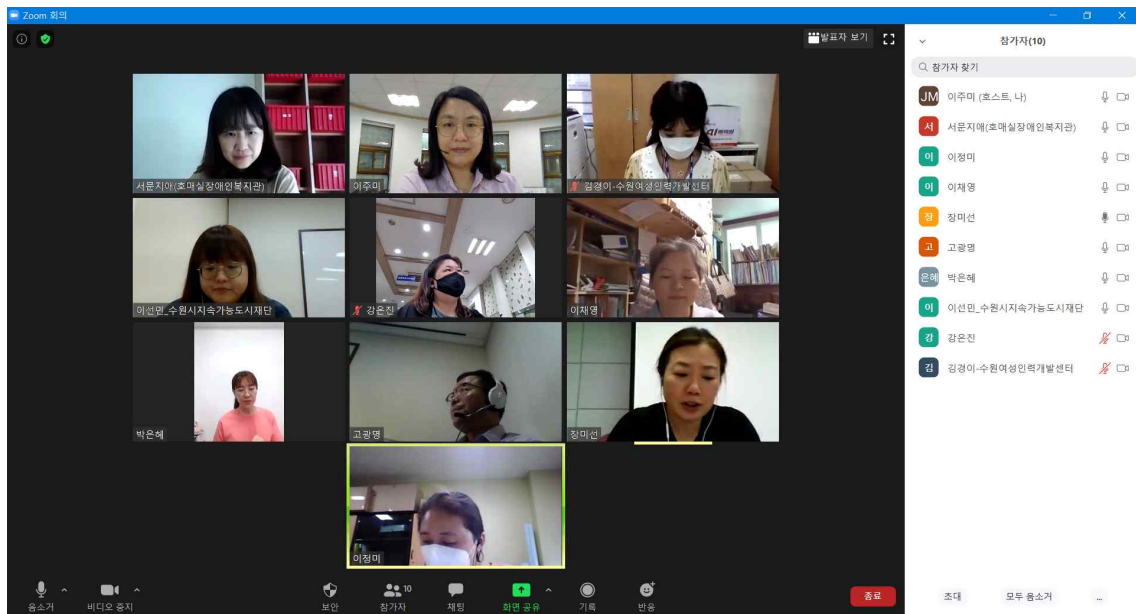 Zoom 회의
발표자 보기
서문지애(호매실장애인복지관)
이주미
김경이-수원여성인력개발센터
이선민_수원시지속가능도시재단
강은진
이재영
박은혜
고광명
장미선
이정미
음소거
비디오 중지
보안
10
참가자
채팅
화면 공유
기록
반응
종료
참가자(10)
참가자 찾기
JM 이주미 (호스트, 나)
서 서문지애(호매실장애인복지관)
이 이정미
이 이재영
장 장미선
고 고광명
은혜 박은혜
이 이선민_수원시지속가능도시재단
강 강은진
김 김경이-수원여성인력개발센터
초대
모두 음소거
...